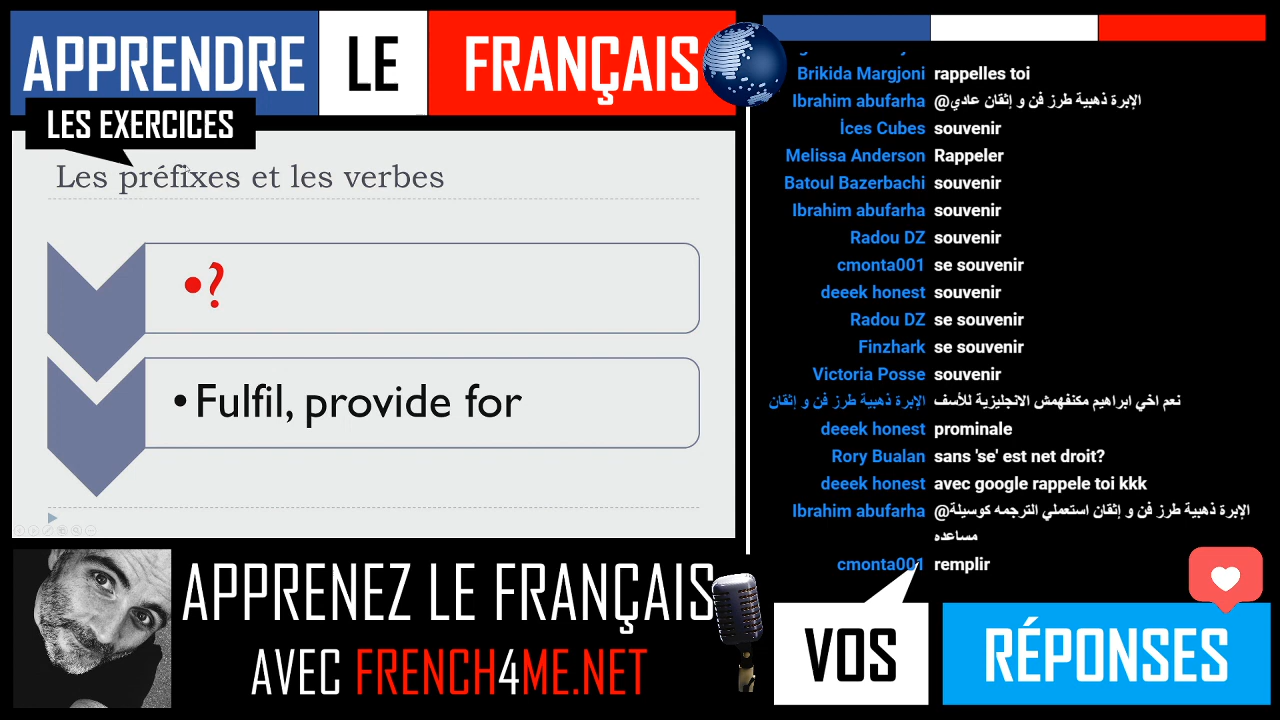 APPRENDRE LE FRANÇAIS
LES EXERCICES
Les préfixes et les verbes
•?
•Fulfil, provide for
APPRENEZ LE FRANÇAIS
AVEC FRENCH4ME.NET
Brikida Margjoni rappelles toi
Ibrahim abufarha @الإبرة ذهبية طرز فن و إتقان عادي
İces Cubes souvenir
Melissa Anderson Rappeler
Batoul Bazerbachi souvenir
Ibrahim abufarha souvenir
Radou DZ souvenir
cmonta001 se souvenir
deeek honest souvenir
Radou DZ se souvenir
Finzhark se souvenir
Victoria Posse souvenir
الإبرة ذهبية طرز فن و إتقان نعم اخي ابراهيم مكنفهمش الانجليزية للأسف
deeek honest prominale
Rory Bualan sans 'se' est net droit?
deeek honest avec google rappele toi kkk
Ibrahim abufarha @الإبرة ذهبية طرز فن و إتقان استعملي الترجمه كوسيلة
مساعده
cmonta001 remplir
VOS RÉPONSES